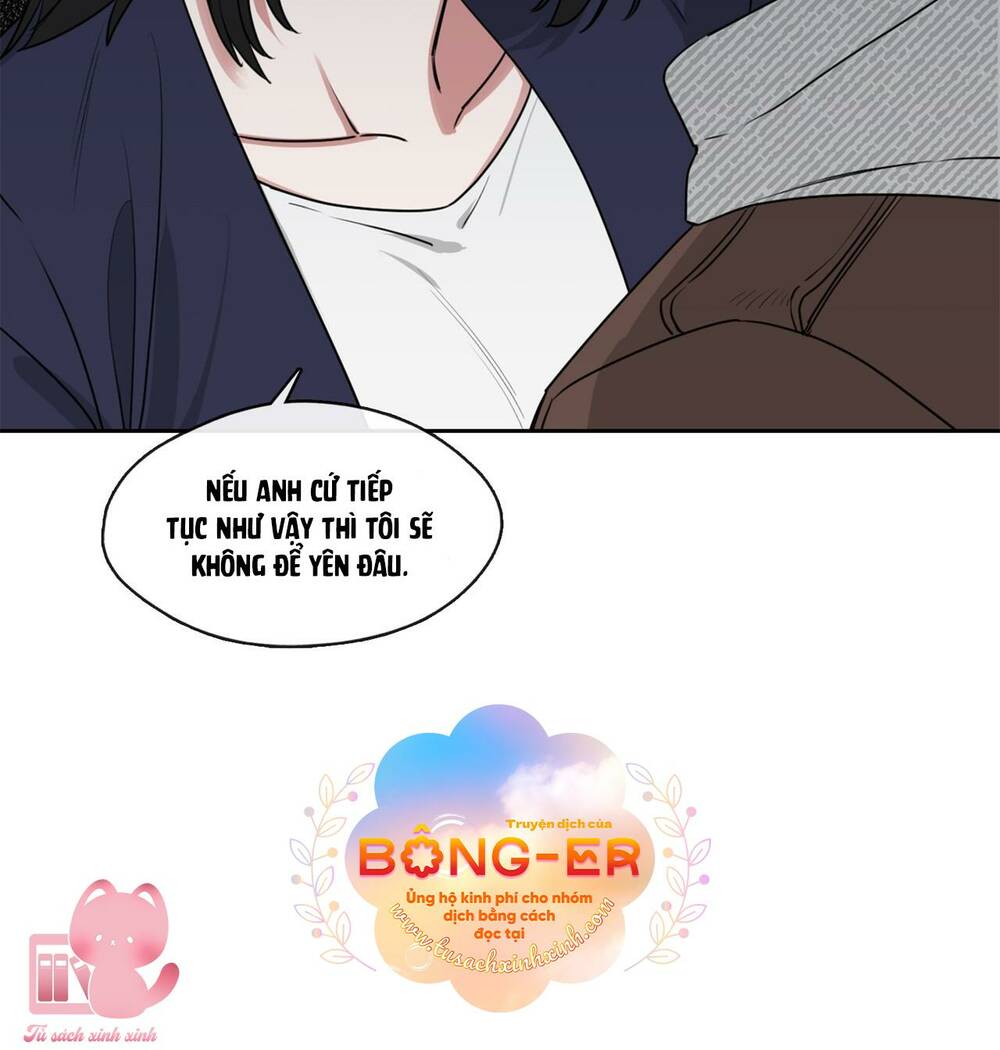 NẾU ANH CỨ TIẾP
TỤC NHƯ VẬY THÌ TÔI SẼ
KHÔNG ĐỂ YÊN ĐÂU.
Truyện dịch của
BÔNG-ER
Ủng hộ kinh phí cho nhóm
dịch bằng cách
đọc tại
www.tusachxinhxinh.com
Tủ sách xinh xinh